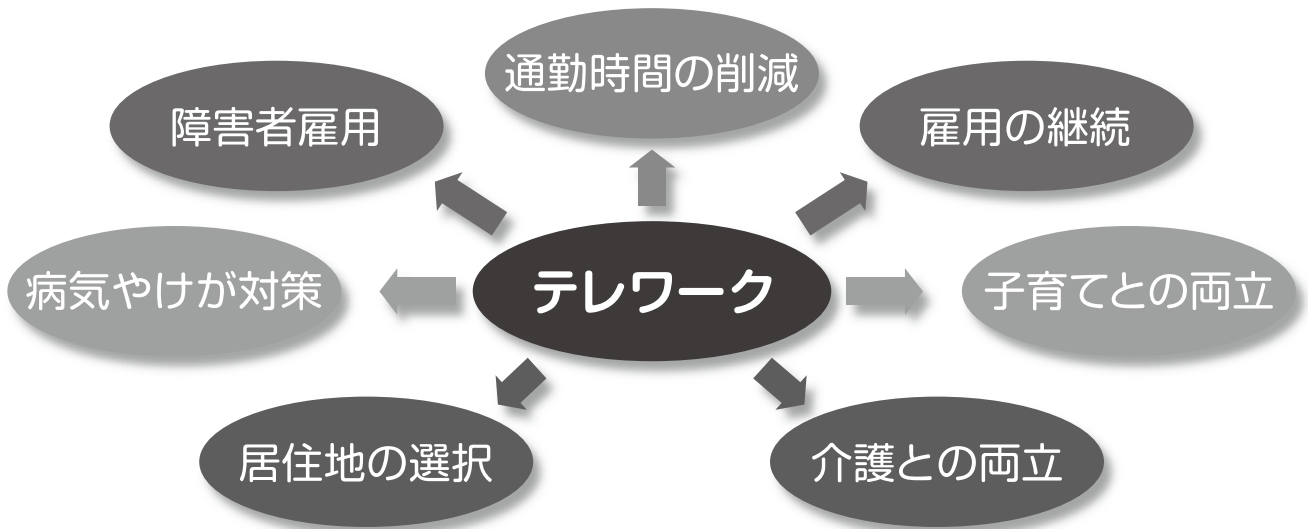 通勤時間の削減
障害者雇用
雇用の継続
病気やけが対策
テレワーク
子育てとの両立
居住地の選択
介護との両立